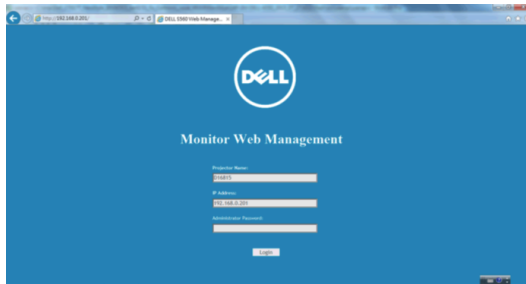 http://192.168.0.201/
DELL S560 Web Manage...
DELL
Monitor Web Management
Projector Name:
IP Address:
192.168.0.201
Administrator Password:
Login